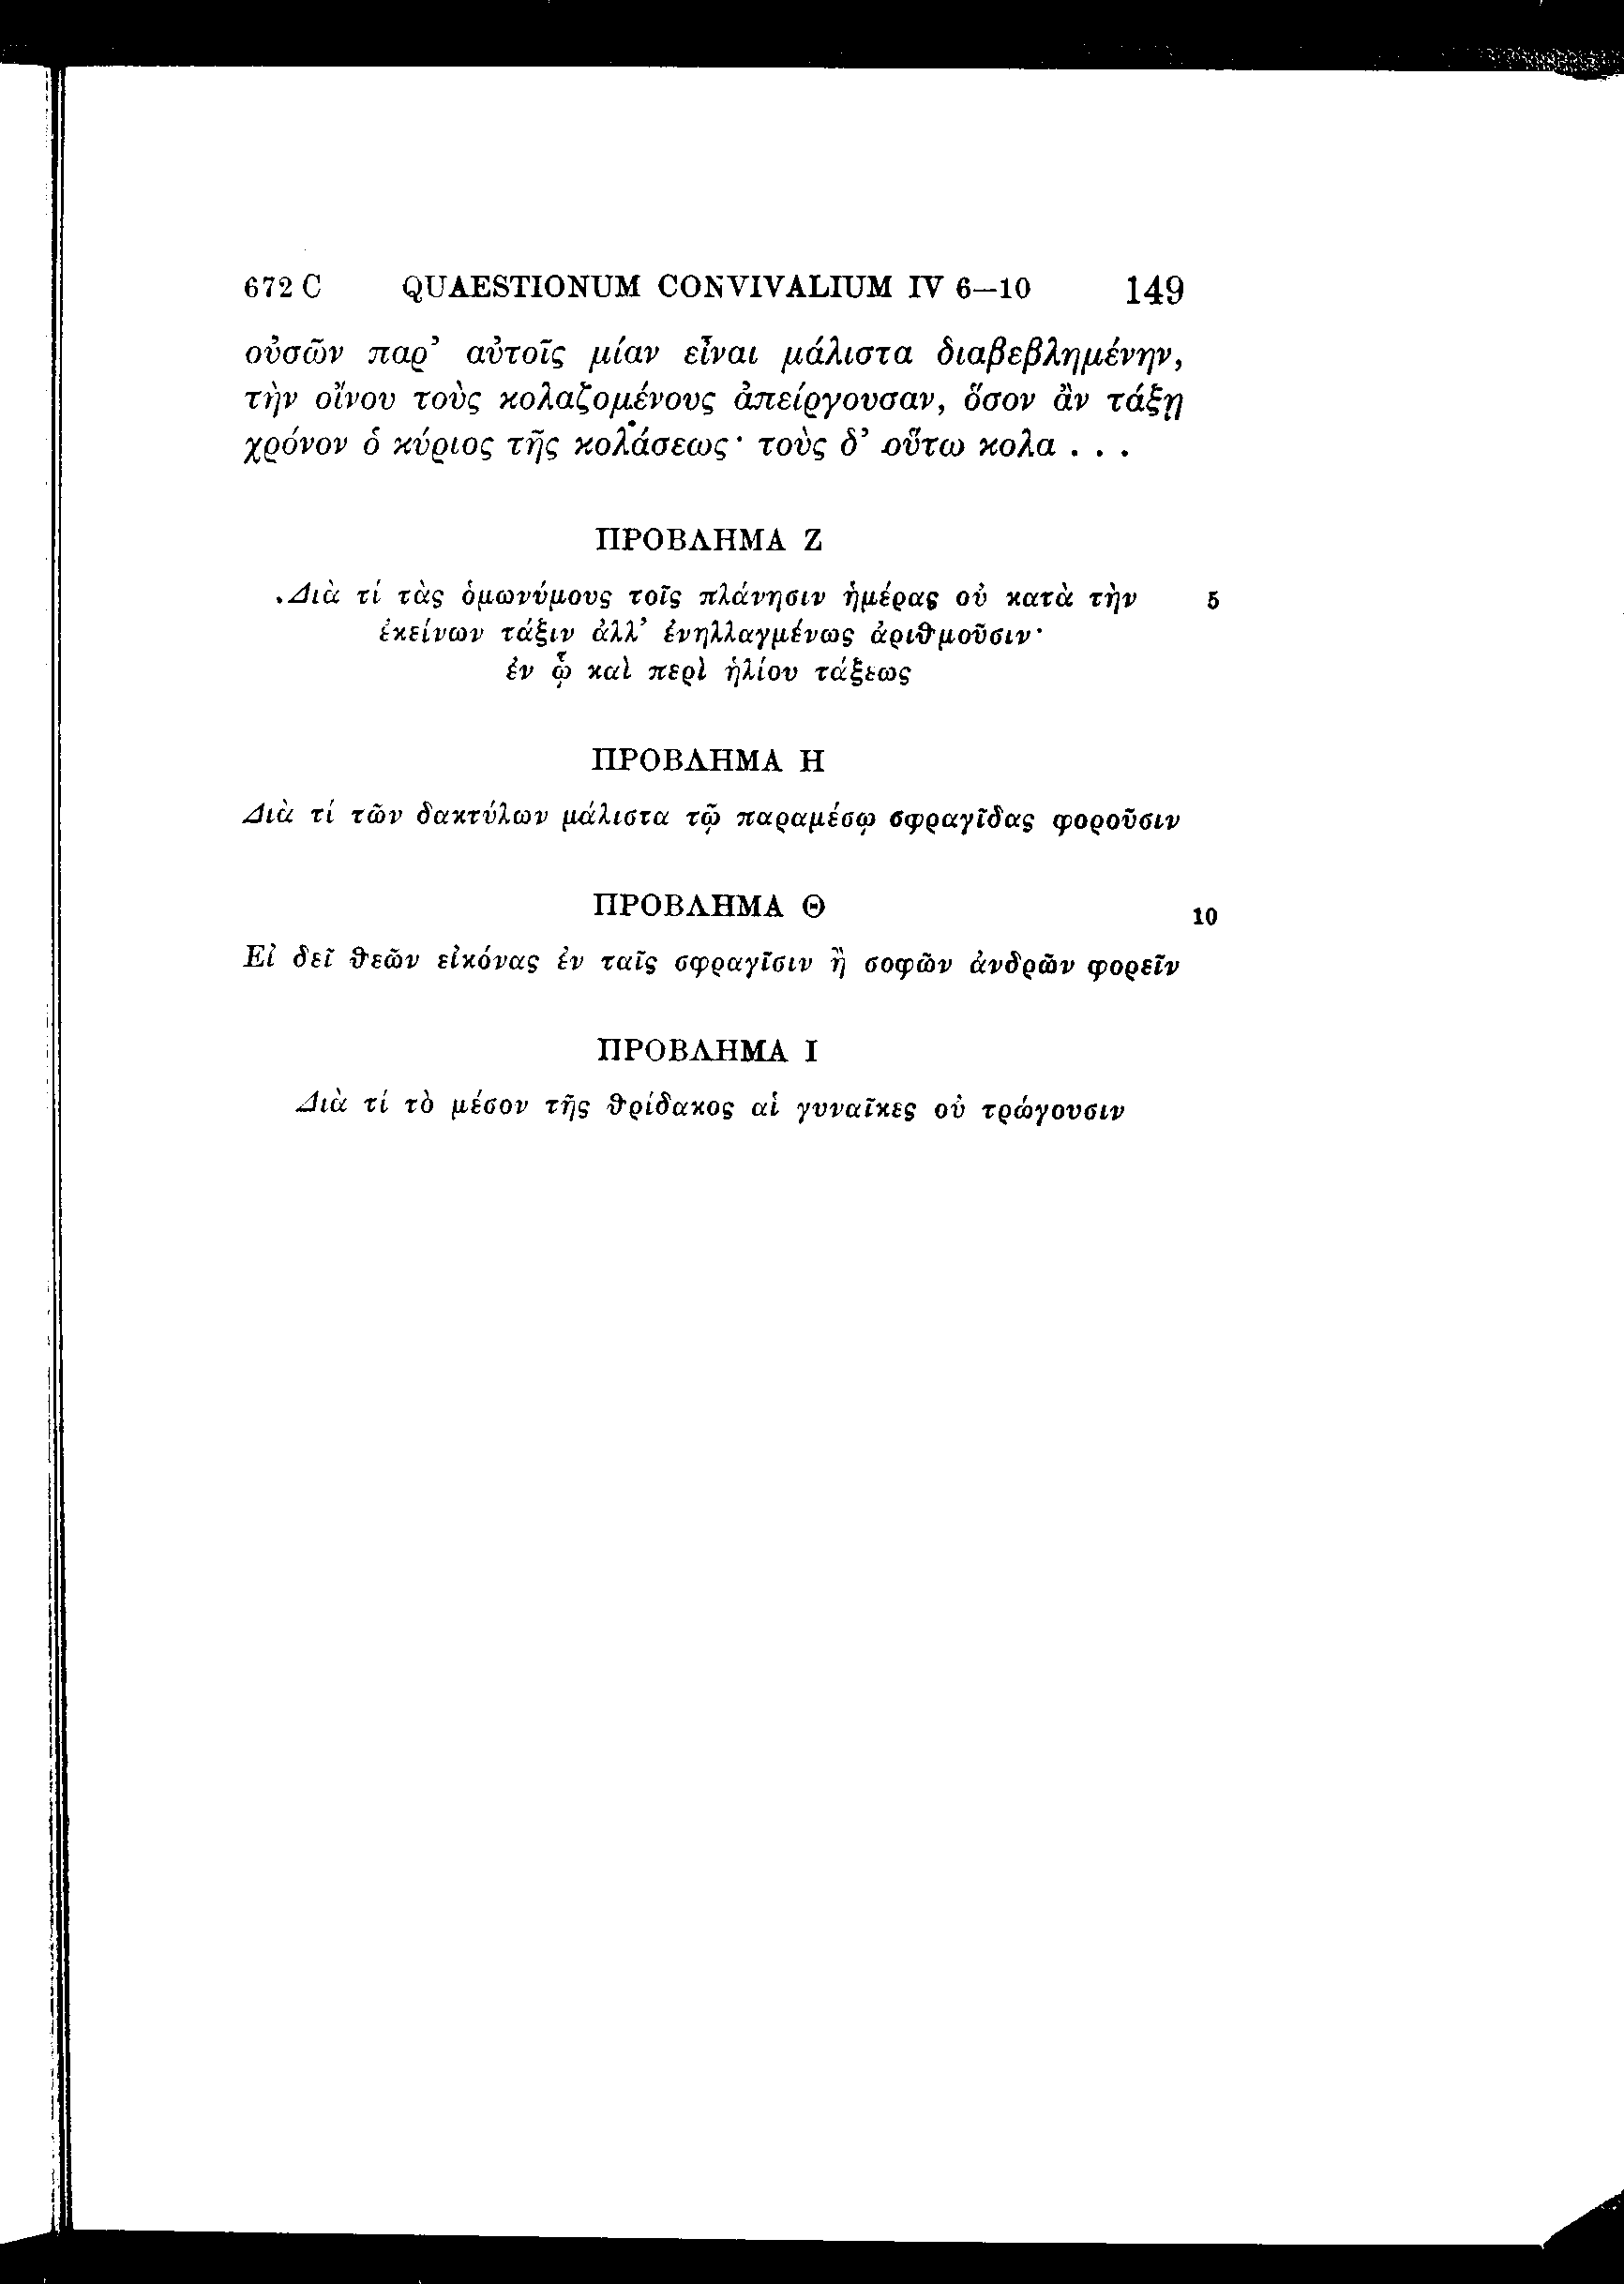 672 C QUAESTIONUM CONVIVALIUM IV 6–10 149
οὐσῶν παρ’ αὐτοῖς μίαν εἶναι μάλιστα διαβεβλημένην,
τὴν οἴνου τοὺς κολαζομένους ἀπείργουσαν, ὅσον ἂν τάξῃ
χρόνον ὁ κύριος τῆς κολάσεως· τοὺς δ’ οὕτω κολα . . .
ΠΡΟΒΛΗΜΑ Ζ
Διὰ τί τὰς ὁμωνύμους τοῖς πλάνησιν ἡμέρας οὐ κατὰ τὴν 5
ἐκείνων τάξιν ἀλλ’ ἐνηλλαγμένως ἀριθμοῦσιν·
ἐν ᾧ καὶ περὶ ἡλίου τάξεως
ΠΡΟΒΛΗΜΑ Η
Διὰ τί τῶν δακτύλων μάλιστα τῷ παραμέσῳ σφραγῖδας φοροῦσιν
ΠΡΟΒΛΗΜΑ Θ 10
Εἰ δεῖ θεῶν εἰκόνας ἐν ταῖς σφραγῖσιν ἢ σοφῶν ἀνδρῶν φορεῖν
ΠΡΟΒΛΗΜΑ Ι
Διὰ τί τὸ μέσον τῆς θρίδακος αἱ γυναῖκες οὐ τρώγουσιν